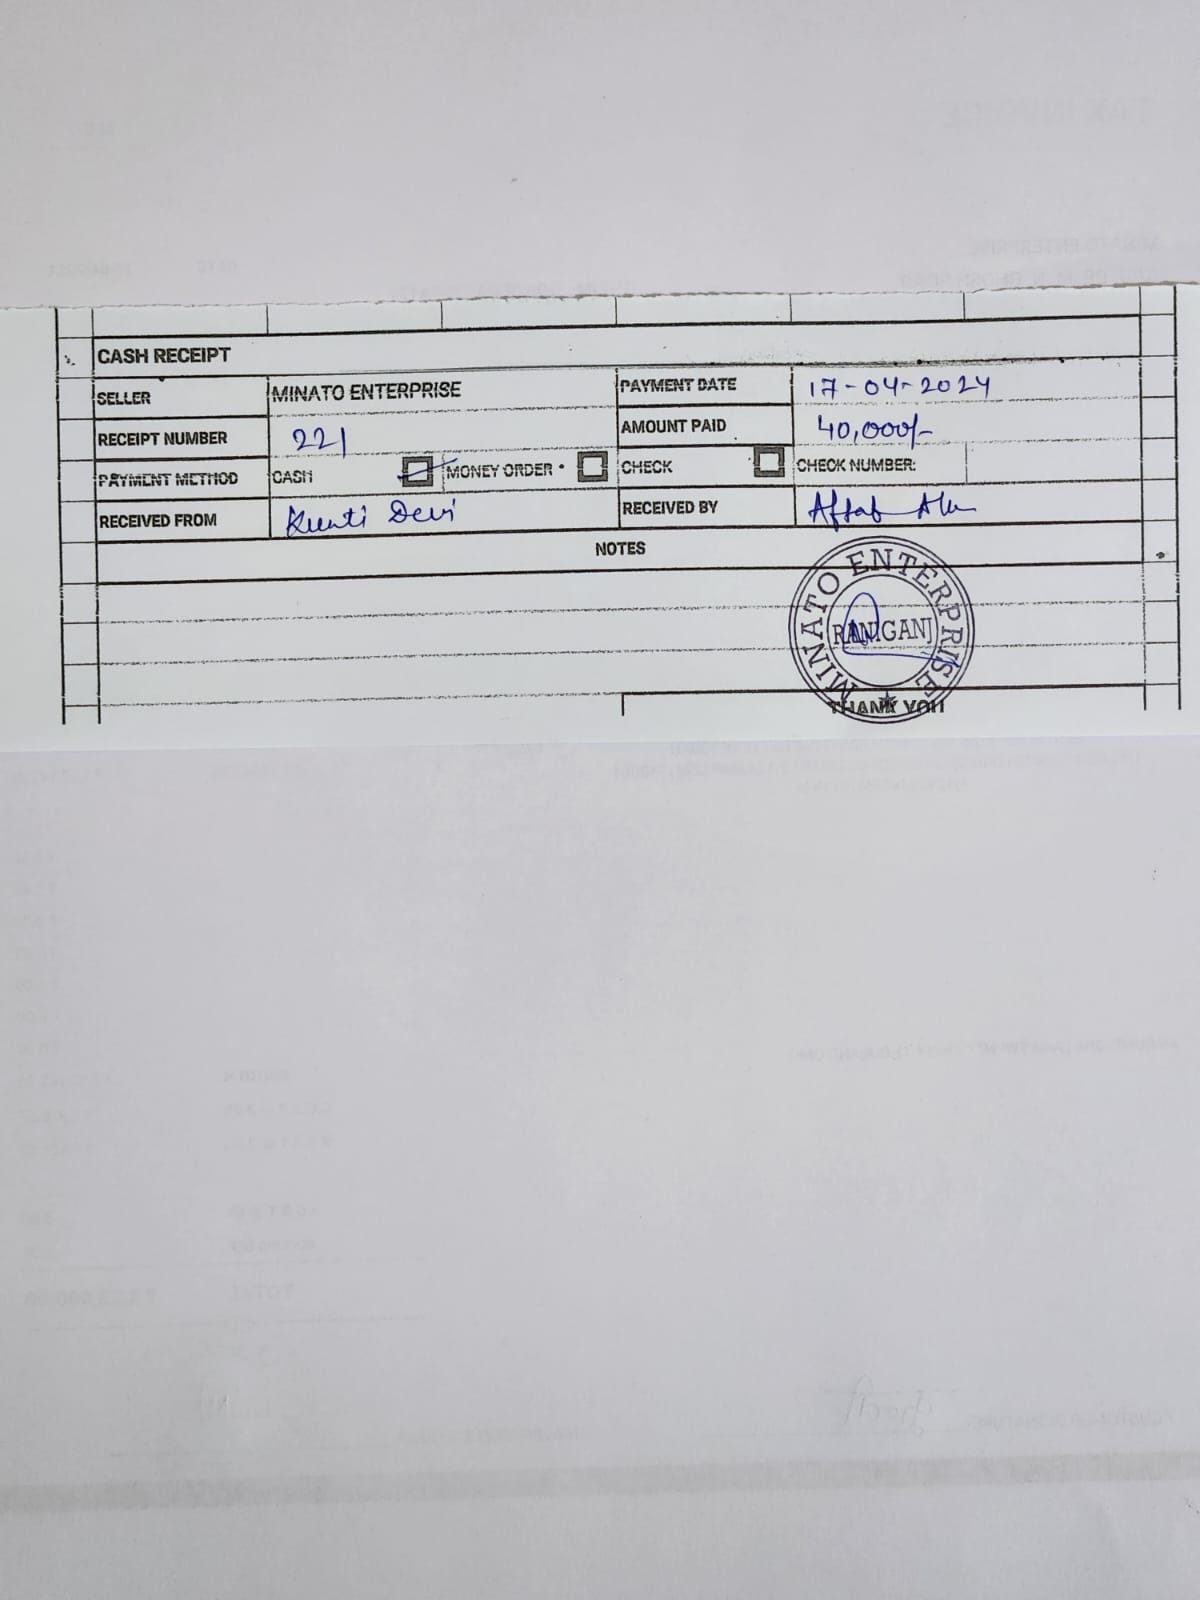 CASH RECEIPT
SELLER MINATO ENTERPRISE PAYMENT DATE 17-04-2024
RECEIPT NUMBER 221 AMOUNT PAID 40,000/-
PAYMENT METHOD CASH MONEY ORDER CHECK CHECK NUMBER:
RECEIVED FROM Kunti Devi RECEIVED BY Aftab
NOTES
MINATO ENTERPRISE
RANIGANJ
THANK YOU